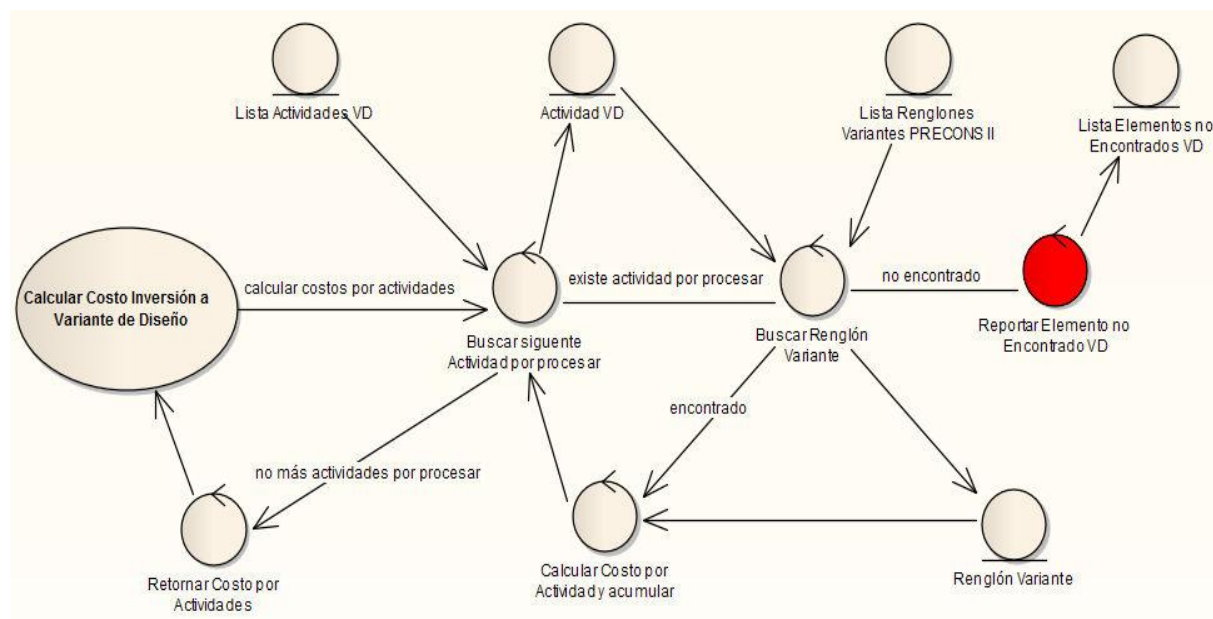 Lista Actividades VD
Actividad VD
Lista Renglones
Variantes PRECONS II
Lista Elementos no
Encontrados VD
Calcular Costo Inversión a
Variante de Diseño
calcular costos por actividades
existe actividad por procesar
no encontrado
Buscar siguente
Actividad por procesar
Buscar Renglón
Variante
Reportar Elemento no
Encontrado VD
encontrado
no más actividades por procesar
Retornar Costo por
Actividades
Calcular Costo por
Actividad y acumular
Renglón Variante